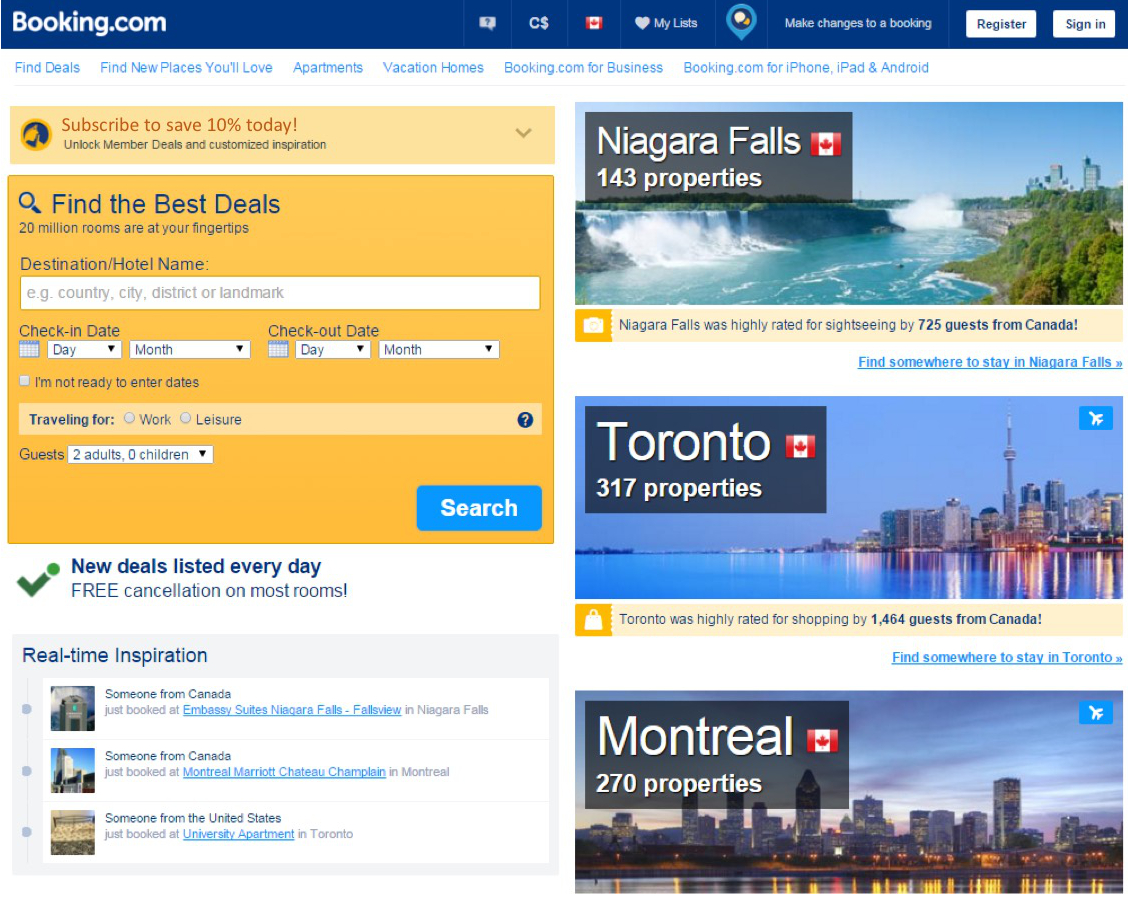 Booking.com
C$
My Lists
Make changes to a booking
Register
Sign in
Find Deals
Find New Places You'll Love
Apartments
Vacation Homes
Booking.com for Business
Booking.com for iPhone, iPad & Android
Subscribe to save 10% today!
Unlock Member Deals and customized inspiration
Find the Best Deals
20 million rooms are at your fingertips
Destination/Hotel Name:
e.g. country, city, district or landmark
Check-in Date
Check-out Date
Day
Month
Day
Month
I'm not ready to enter dates
Traveling for: Work Leisure
?
Guests 2 adults, 0 children
Search
New deals listed every day
FREE cancellation on most rooms!
Real-time Inspiration
Someone from Canada
just booked at Embassy Suites Niagara Falls - Fallsview in Niagara Falls
Someone from Canada
just booked at Montreal Marriott Chateau Champlain in Montreal
Someone from the United States
just booked at University Apartment in Toronto
Niagara Falls
143 properties
Niagara Falls was highly rated for sightseeing by 725 guests from Canada!
Find somewhere to stay in Niagara Falls »
Toronto
317 properties
Toronto was highly rated for shopping by 1,464 guests from Canada!
Find somewhere to stay in Toronto »
Montreal
270 properties